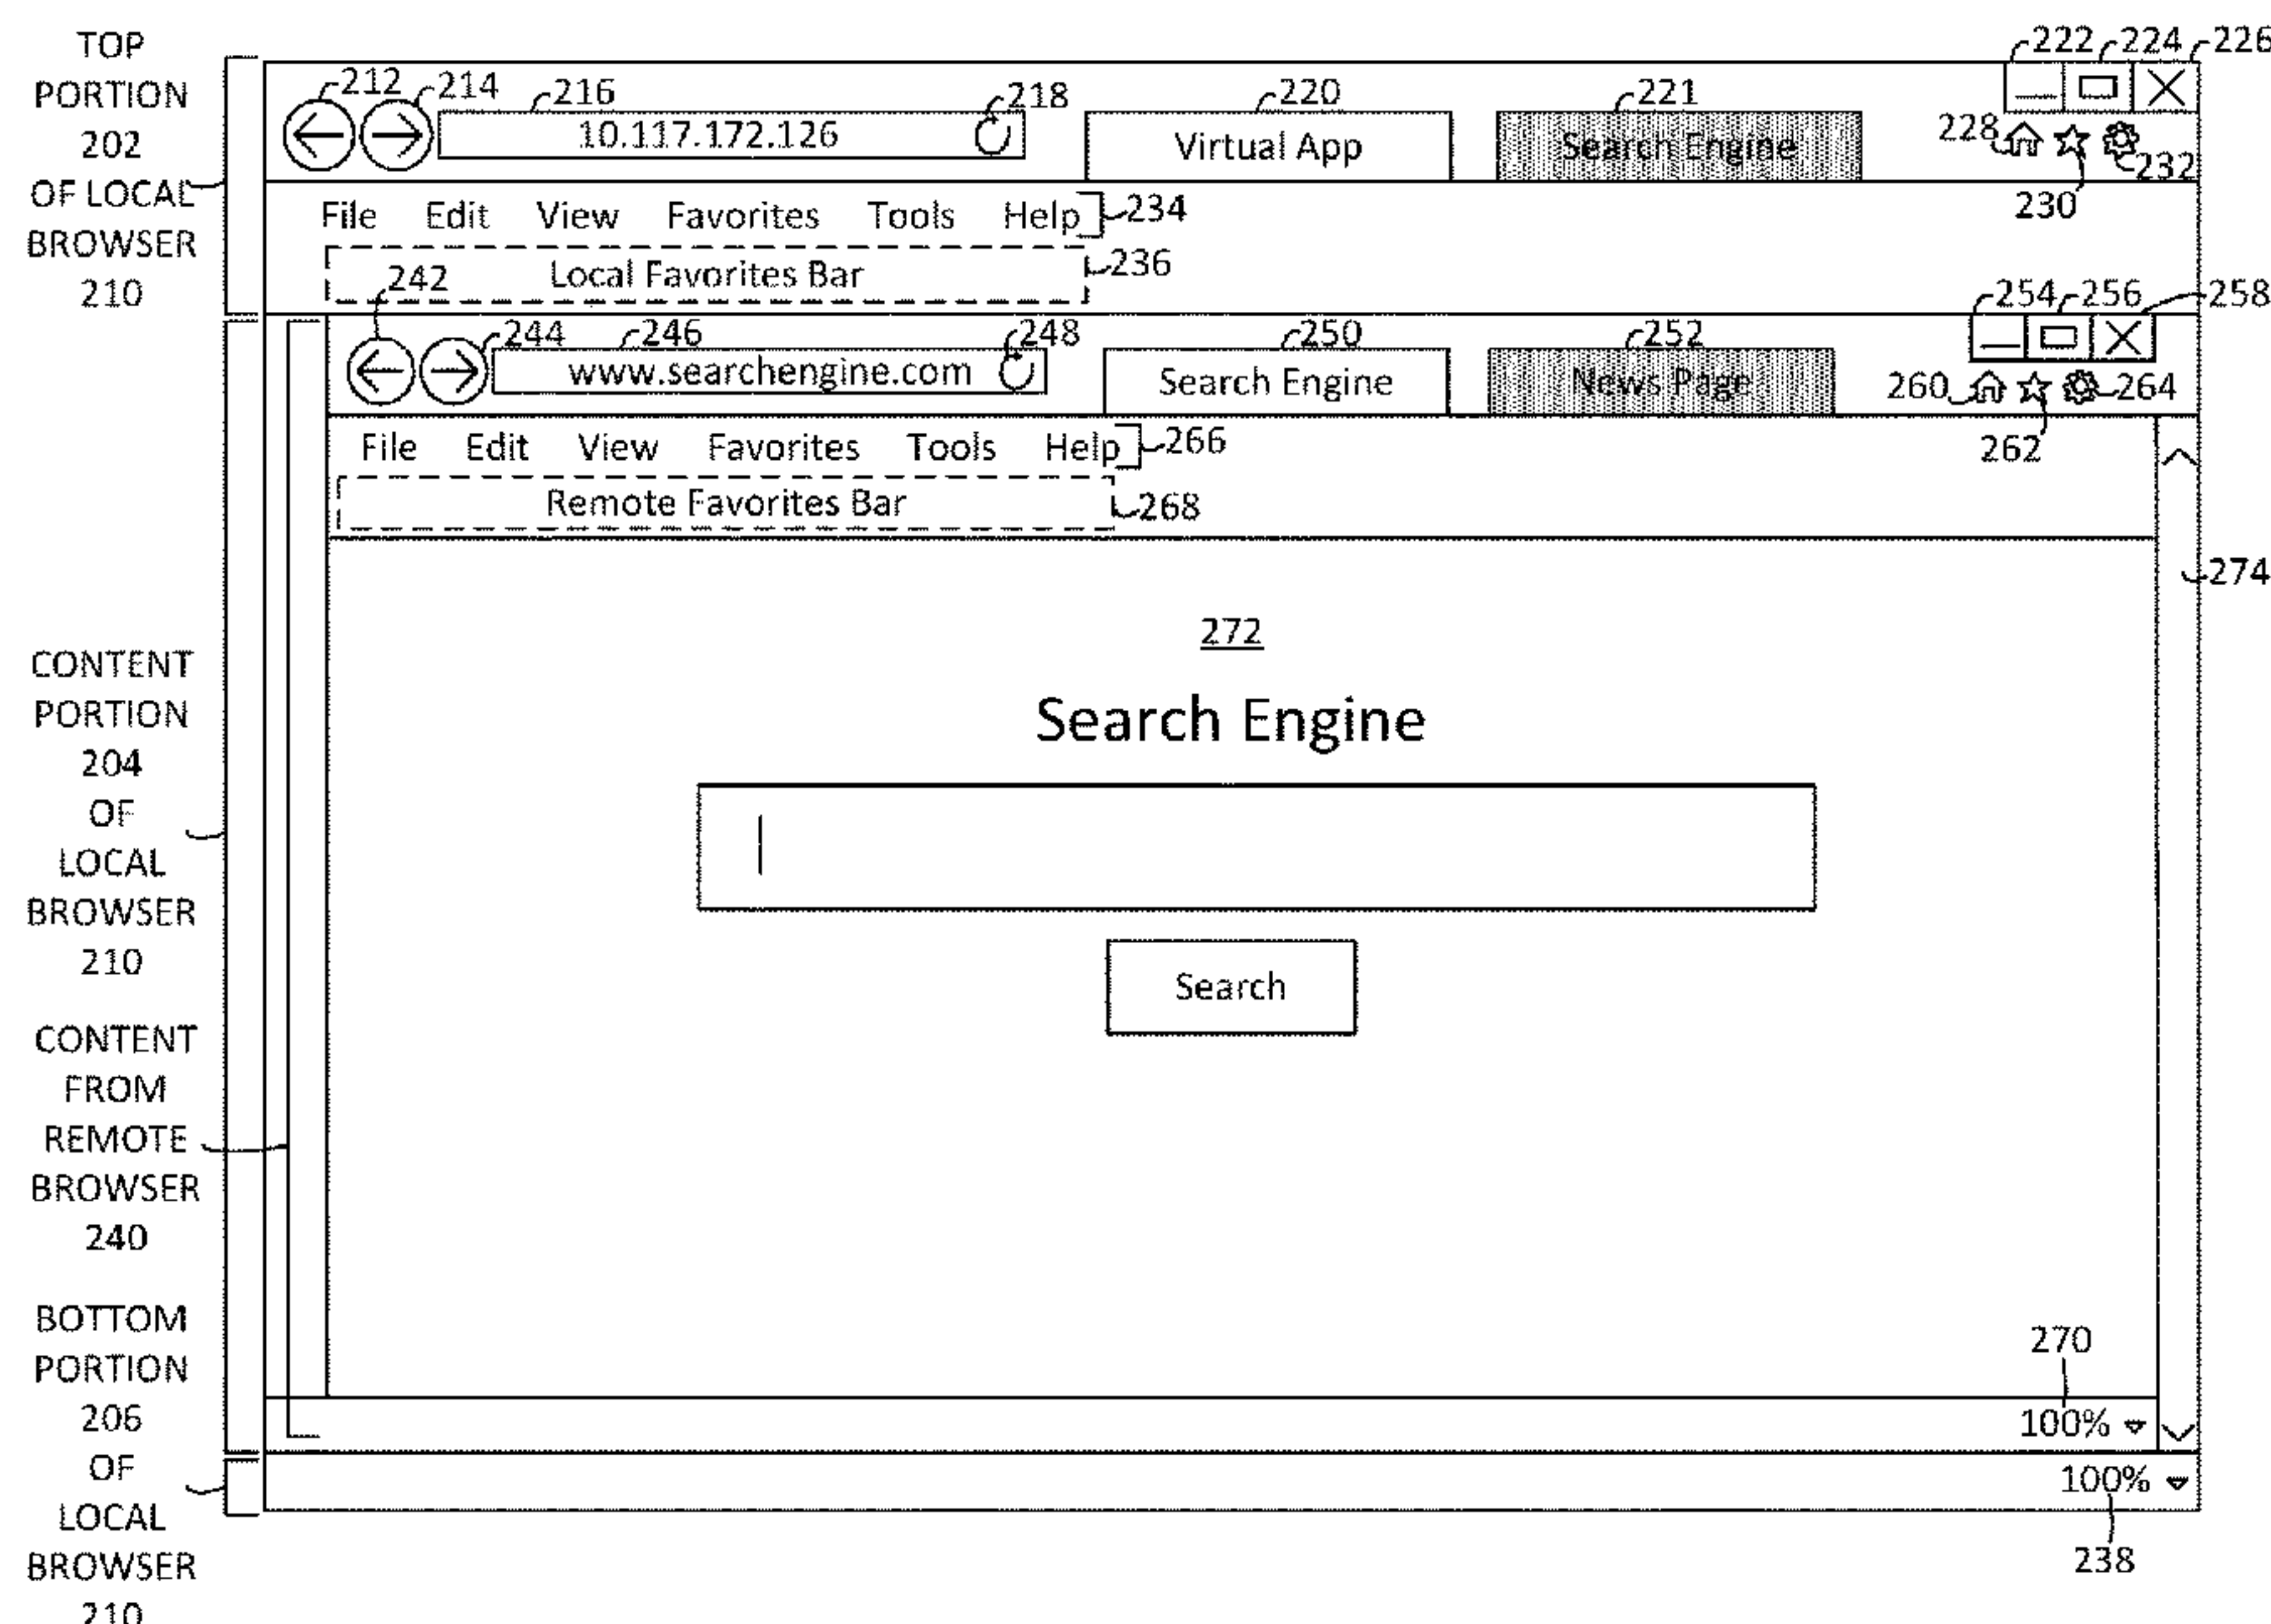 TOP
PORTION
202
OF LOCAL
BROWSER
210
212
214
216
218
220
221
222
224
226
10.117.172.126
Virtual App
Search Engine
228
230
232
File Edit View Favorites Tools Help
234
Local Favorites Bar
236
242
244
246
248
250
252
254
256
258
www.searchengine.com
Search Engine
News Page
260
262
264
File Edit View Favorites Tools Help
266
Remote Favorites Bar
268
274
272
Search Engine
Search
CONTENT
PORTION
204
OF
LOCAL
BROWSER
210
CONTENT
FROM
REMOTE
BROWSER
240
BOTTOM
PORTION
206
OF
LOCAL
BROWSER
210
270
100%
100%
238